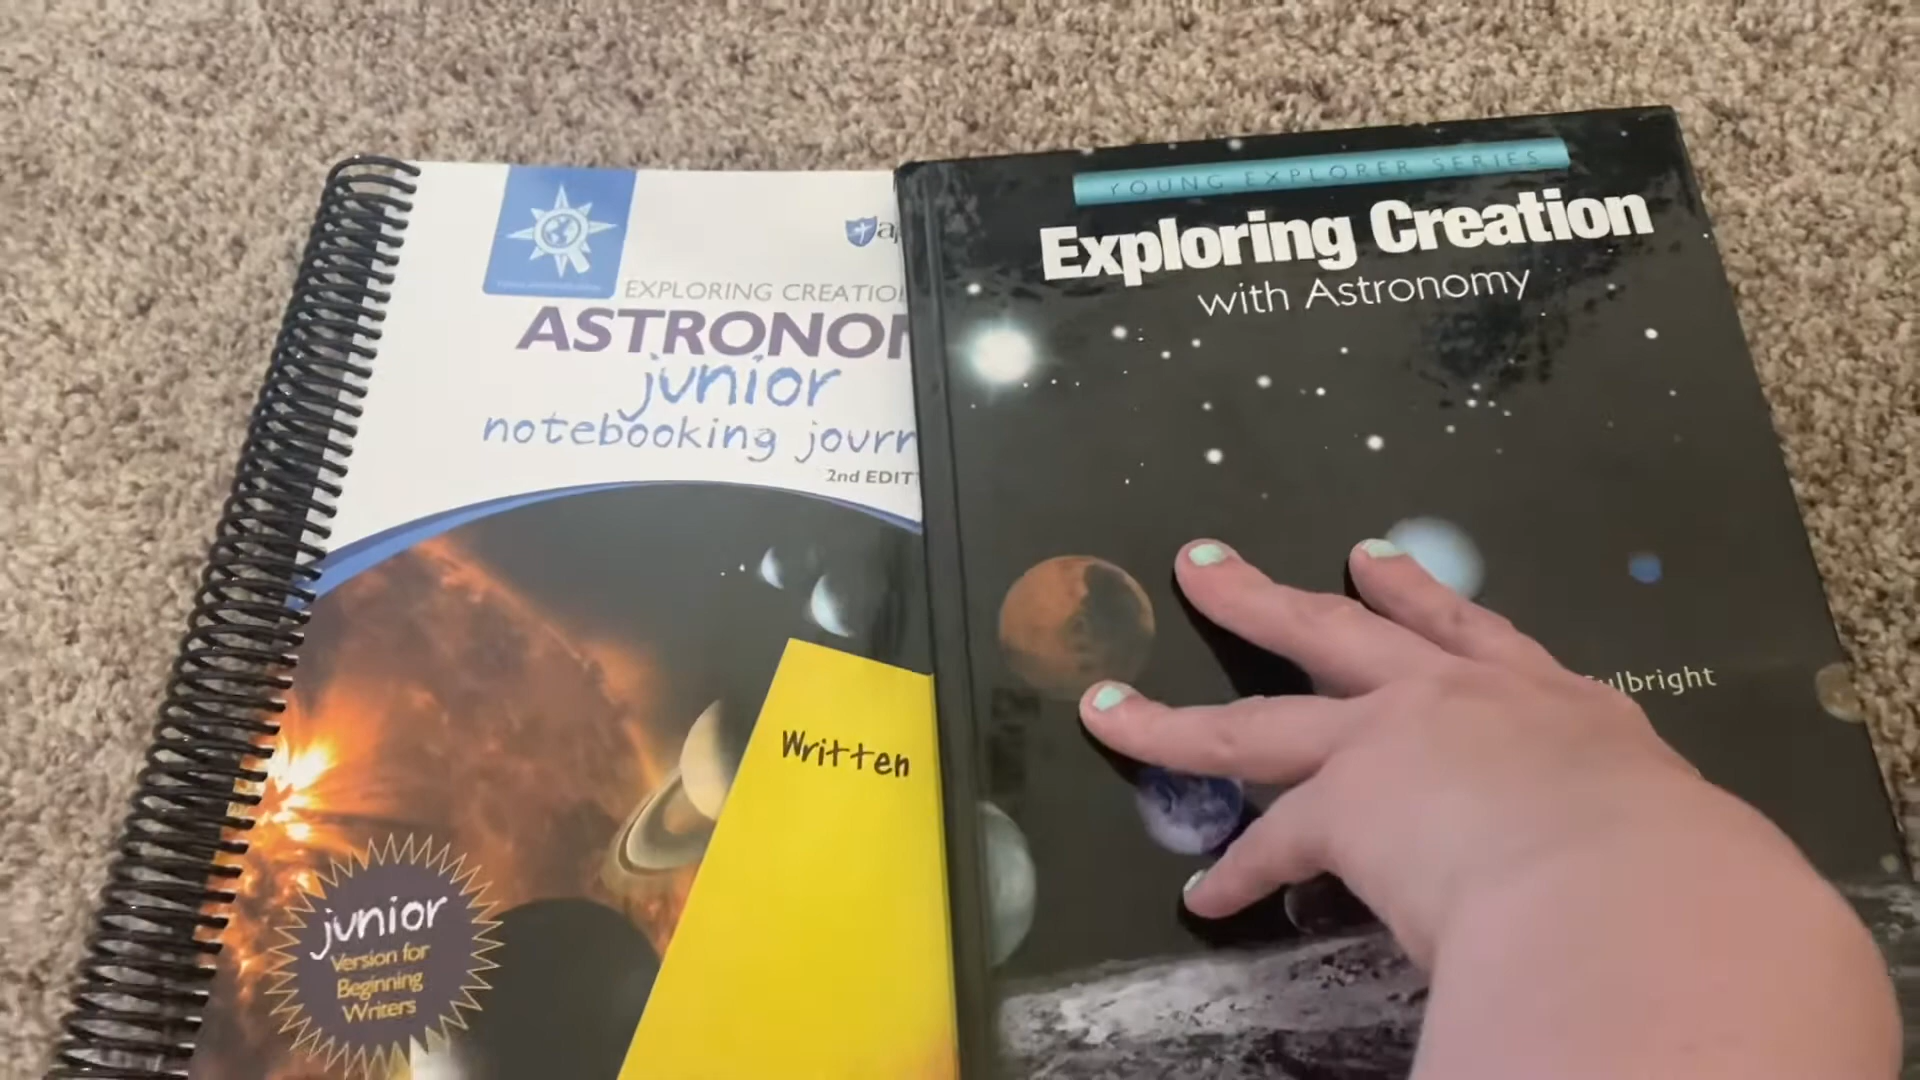 EXPLORING CREATION
ASTRONOM
junior
notebooking journ
2nd EDIT
Written
junior
Version for
Beginning
Writers
YOUNG EXPLORER SERIES
Exploring Creation
with Astronomy
Fulbright